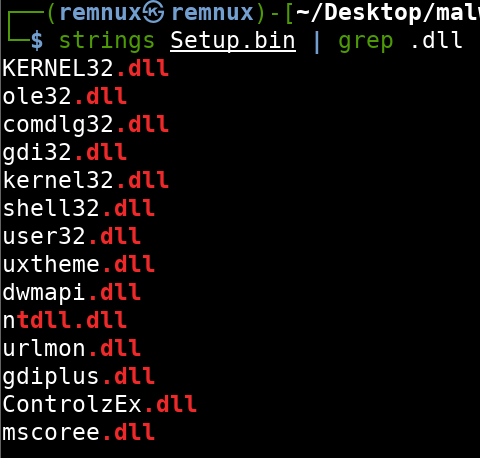 ┌──(remnux㉿remnux)-[~/Desktop/malw
└─$ strings Setup.bin | grep .dll
KERNEL32.dll
ole32.dll
comdlg32.dll
gdi32.dll
kernel32.dll
shell32.dll
user32.dll
uxtheme.dll
dwmapi.dll
ntdll.dll
urlmon.dll
gdiplus.dll
ControlzEx.dll
mscoree.dll